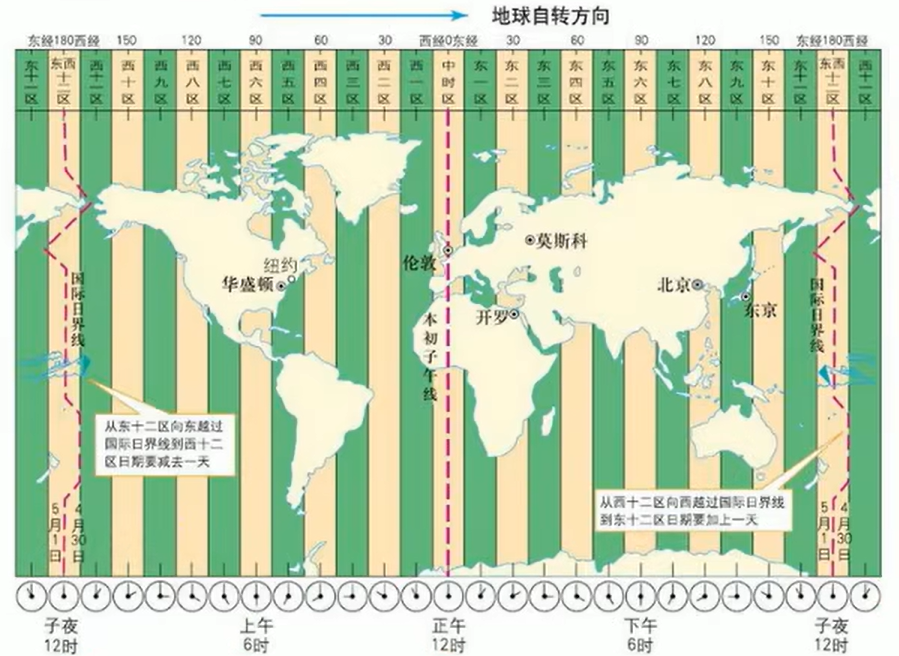 地球自转方向
东经180西经 150 120 90 60 30 西经0东经 30 60 90 120 150 东经180西经
东十一区 东西十二区 西十一区 西十区 西九区 西八区 西七区 西六区 西五区 西四区 西三区 西二区 西一区 中时区 东一区 东二区 东三区 东四区 东五区 东六区 东七区 东八区 东九区 东十区 东十一区 东西十二区 西十一区
莫斯科
伦敦
纽约
华盛顿
北京
东京
开罗
国际日界线
本初子午线
国际日界线
从东十二区向东越过
国际日界线到西十二
区日期要减去一天
从西十二区向西越过国际日界线
到东十二区日期要加上一天
5月1日
4月30日
5月1日
4月30日
子夜 上午 正午 下午 子夜
12时 6时 12时 6时 12时